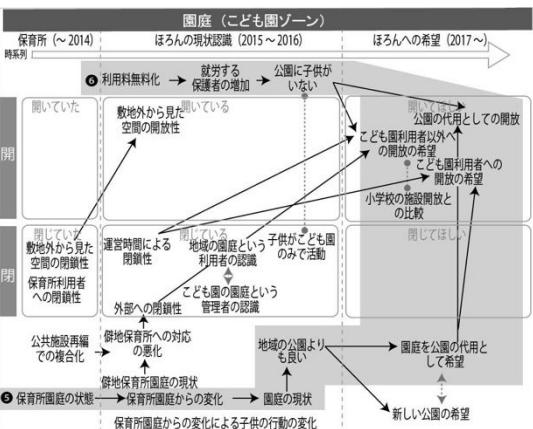 園庭（こども園ゾーン）
保育所（～2014）
ほろんの現状認識（2015～2016）
ほろんへの希望（2017～）
時系列
❻ 利用料無料化
就労する
保護者の増加
公園に子供が
いない
開
開いていた
開いている
開いてほしい
敷地外から見た
空間の開放性
公園の代用としての開放
こども園利用者以外へ
の開放の希望
こども園利用者への
開放の希望
小学校の施設開放と
の比較
閉
閉じていた
閉じている
閉じてほしい
敷地外から見た
空間の閉鎖性
保育所利用者
への閉鎖性
運営時間による
閉鎖性
地域の園庭という
利用者の認識
子供がこども園
のみで活動
こども園の園庭という
管理者の認識
外部への閉鎖性
公共施設再編
での複合化
僻地保育所への対応
の悪化
僻地保育所園庭の現状
地域の公園より
も良い
園庭を公園の代用と
して希望
❺ 保育所園庭の状態
保育所園庭からの変化
園庭の現状
新しい公園の希望
保育所園庭からの変化による子供の行動の変化